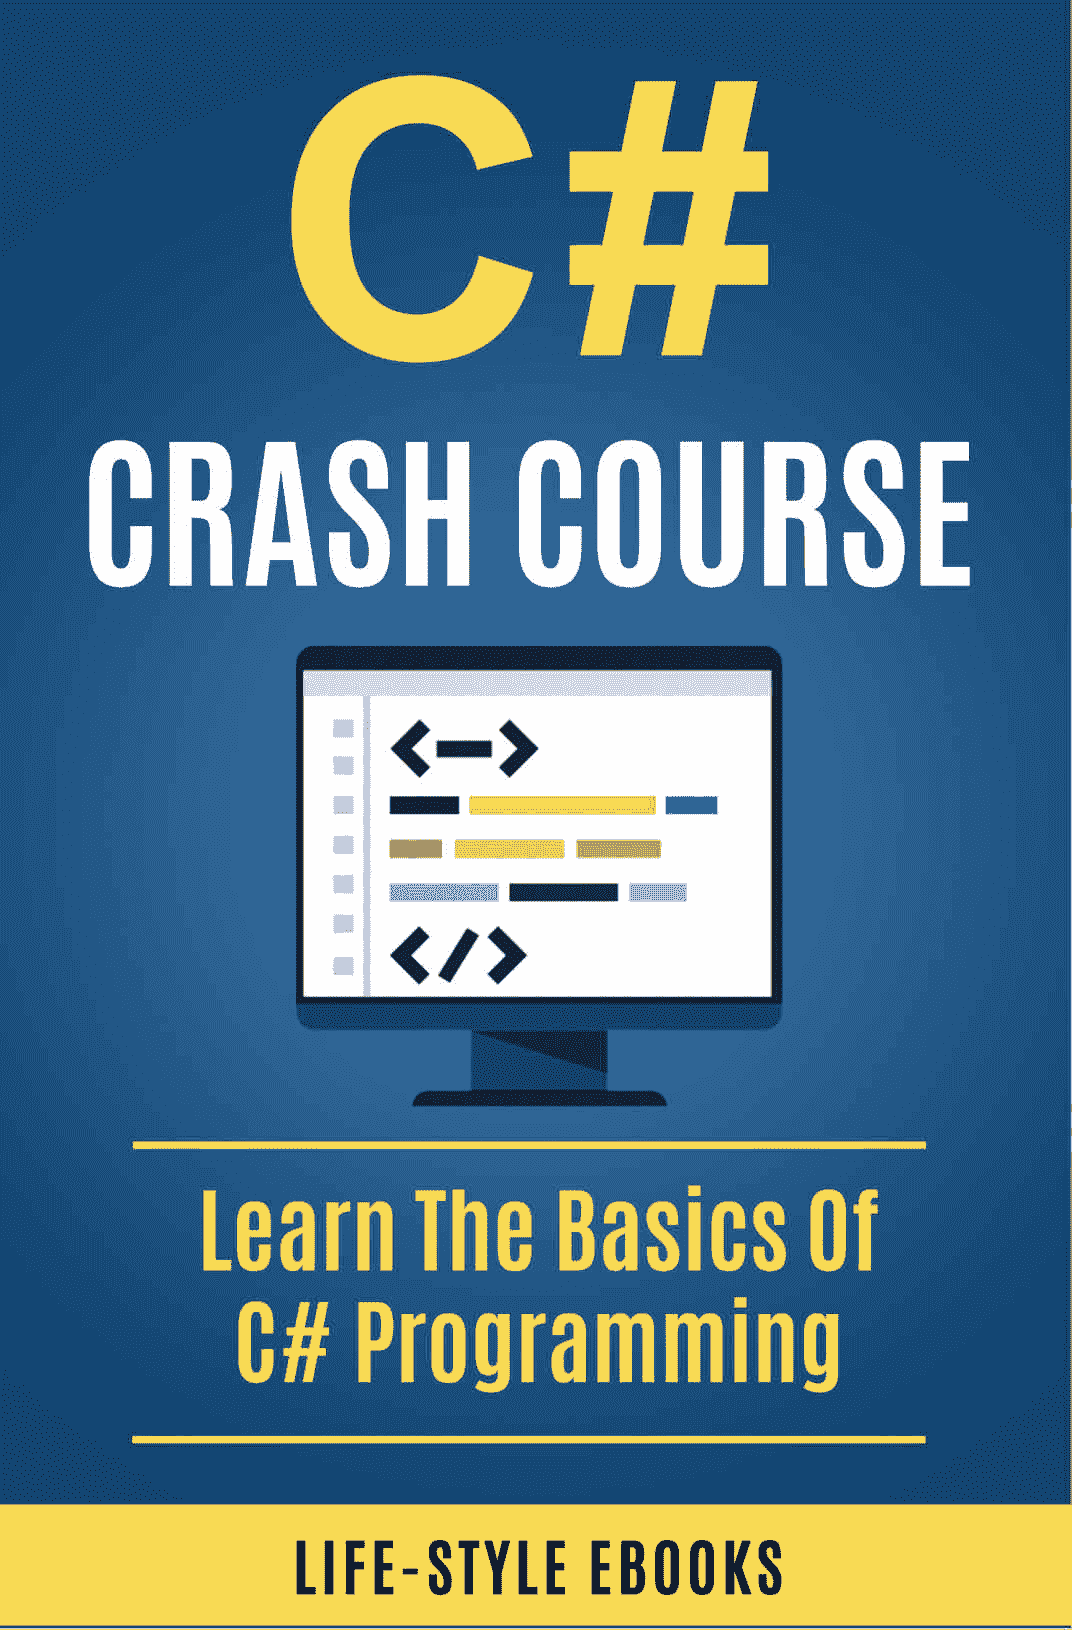 C#
CRASH COURSE
<->
</>
Learn The Basics Of
C# Programming
LIFE-STYLE EBOOKS